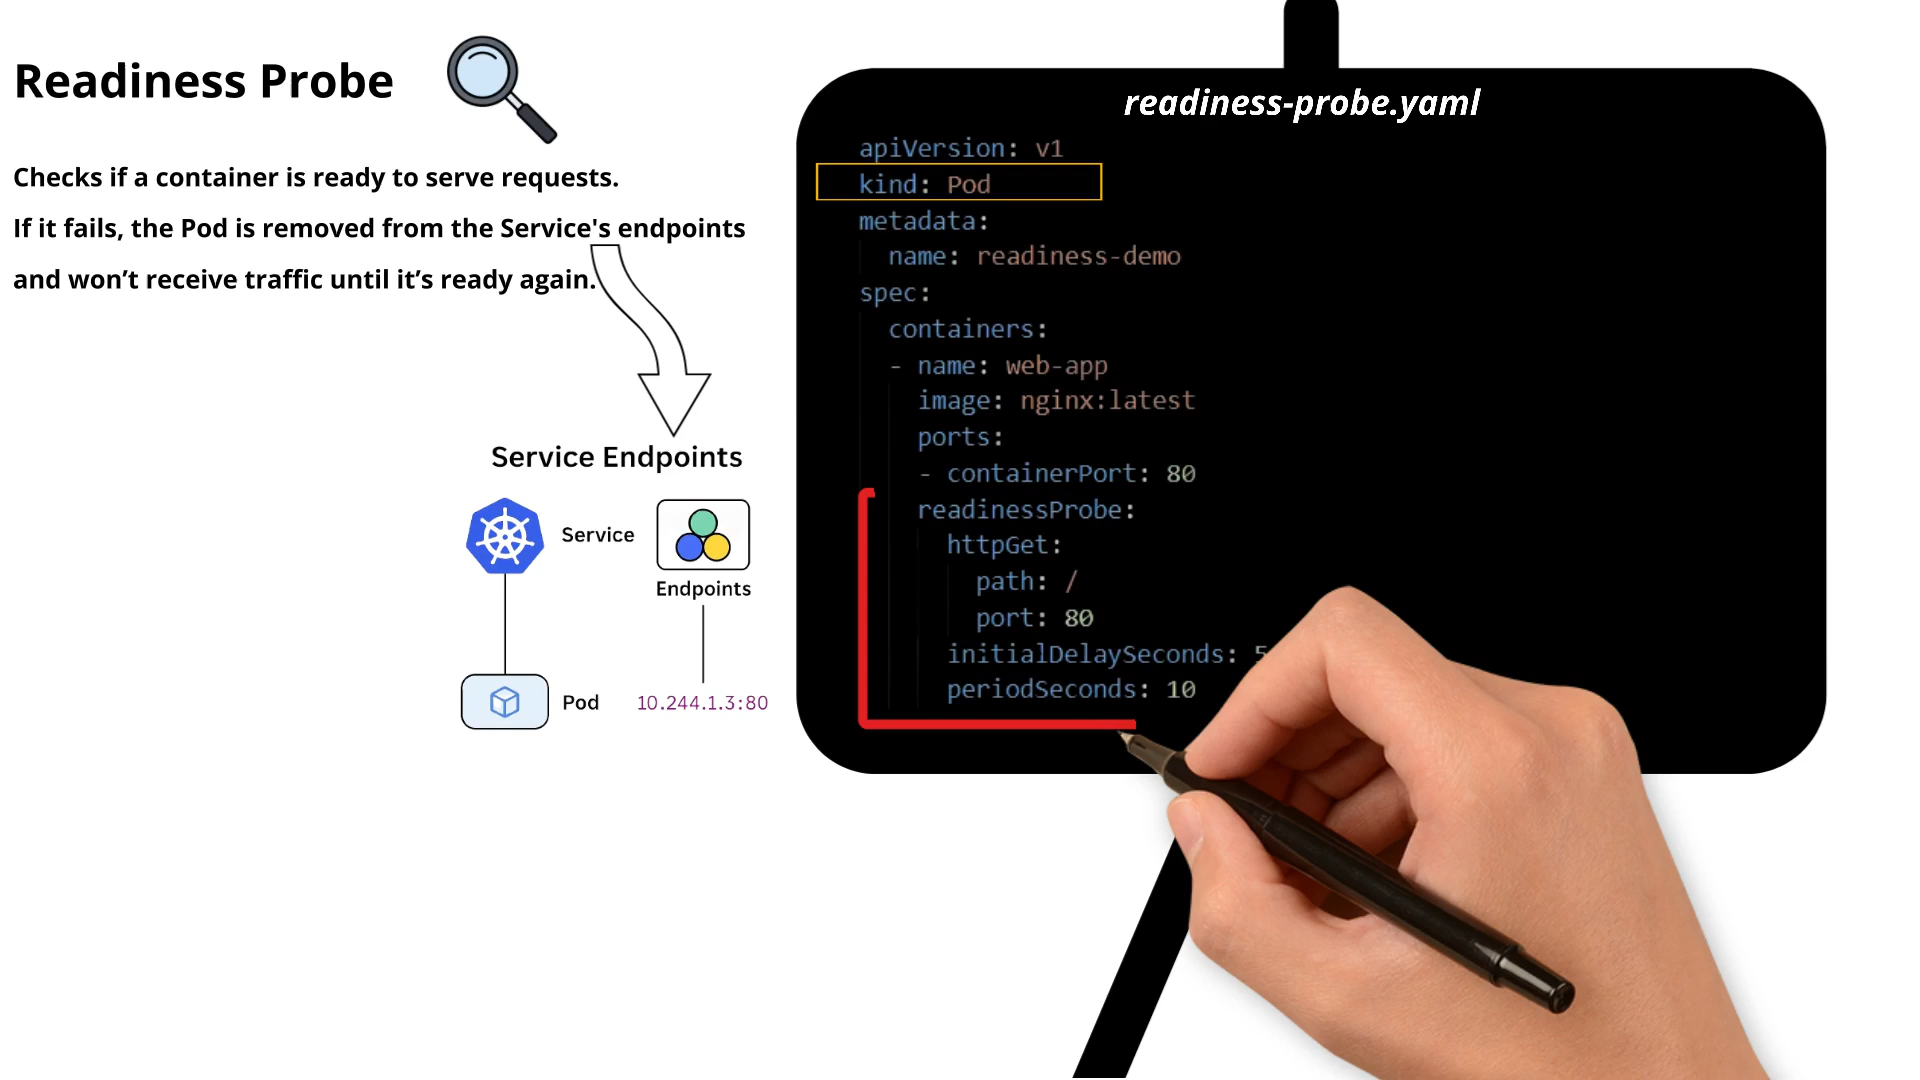 Readiness Probe
Checks if a container is ready to serve requests.
If it fails, the Pod is removed from the Service's endpoints
and won’t receive traffic until it’s ready again.
Service Endpoints
Service
Endpoints
Pod
10.244.1.3:80
readiness-probe.yaml
apiVersion: v1
kind: Pod
metadata:
  name: readiness-demo
spec:
  containers:
  - name: web-app
    image: nginx:latest
    ports:
    - containerPort: 80
    readinessProbe:
      httpGet:
        path: /
        port: 80
      initialDelaySeconds: 5
      periodSeconds: 10